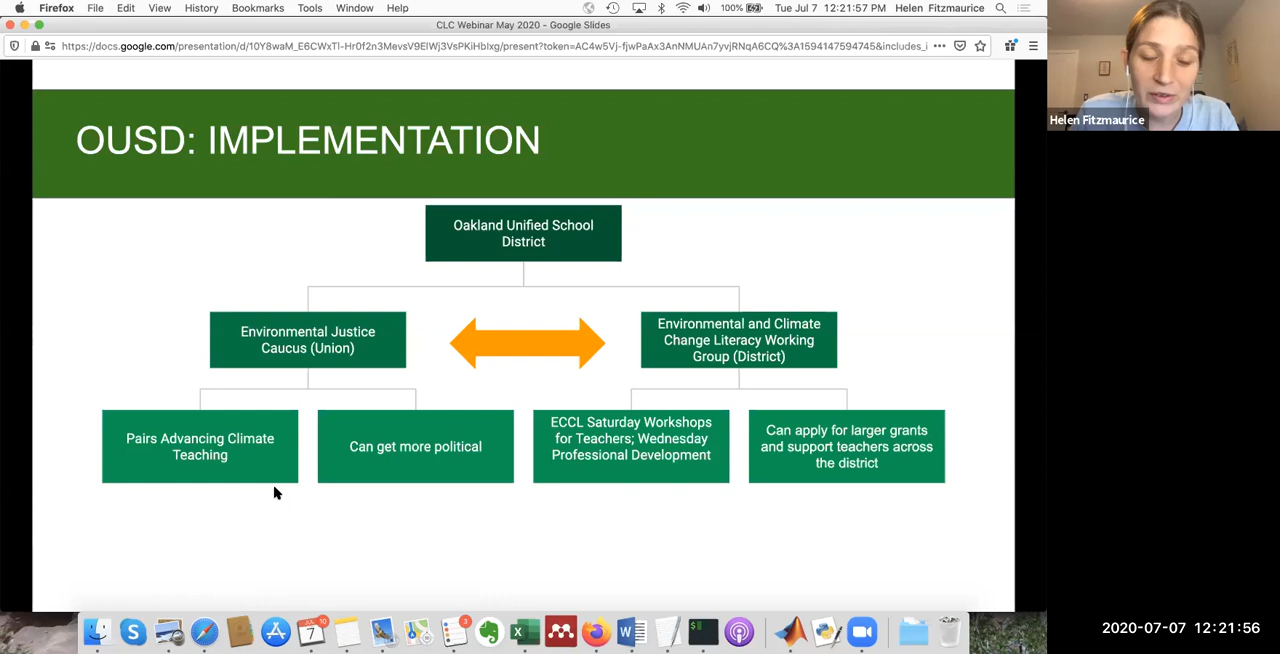 Firefox File Edit View History Bookmarks Tools Window Help 100% Tue Jul 7 12:21:57 PM Helen Fitzmaurice
CLC Webinar May 2020 - Google Slides
https://docs.google.com/presentation/d/10Y8waM_E6CWxTI-Hr0f2n3MevsV9ElWj3VsPKiHbIxg/present?token=AC4w5Vj-fjwPaAx3AnNMUAn7yvjRNqA6CQ%3A1594147594745&includes_i
Helen Fitzmaurice
OUSD: IMPLEMENTATION
Oakland Unified School
District
Environmental Justice
Caucus (Union)
Environmental and Climate
Change Literacy Working
Group (District)
Pairs Advancing Climate
Teaching
Can get more political
ECCL Saturday Workshops
for Teachers; Wednesday
Professional Development
Can apply for larger grants
and support teachers across
the district
2020-07-07 12:21:56